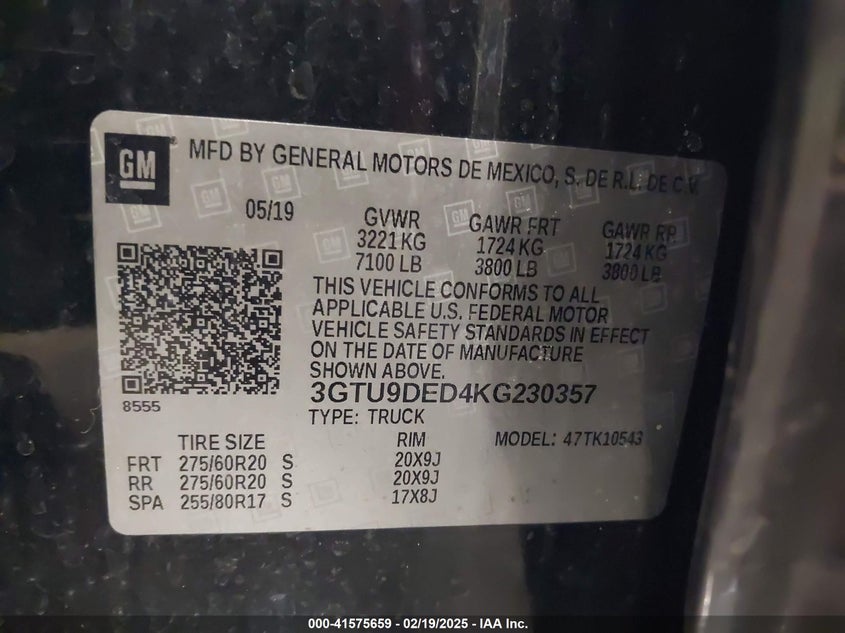 GM
MFD BY GENERAL MOTORS DE MEXICO, S. DE R.L. DE C.V.
05/19
GVWR GAWR FRT GAWR RR
3221 KG 1724 KG 1724 KG
7100 LB 3800 LB 3800 LB
THIS VEHICLE CONFORMS TO ALL
APPLICABLE U.S. FEDERAL MOTOR
VEHICLE SAFETY STANDARDS IN EFFECT
ON THE DATE OF MANUFACTURE
SHOWN ABOVE.
3GTU9DED4KG230357
8555
TYPE: TRUCK
TIRE SIZE RIM MODEL: 47TK10543
FRT 275/60R20 S 20X9J
RR 275/60R20 S 20X9J
SPA 255/80R17 S 17X8J
000-41575659 - 02/19/2025 - IAA Inc.